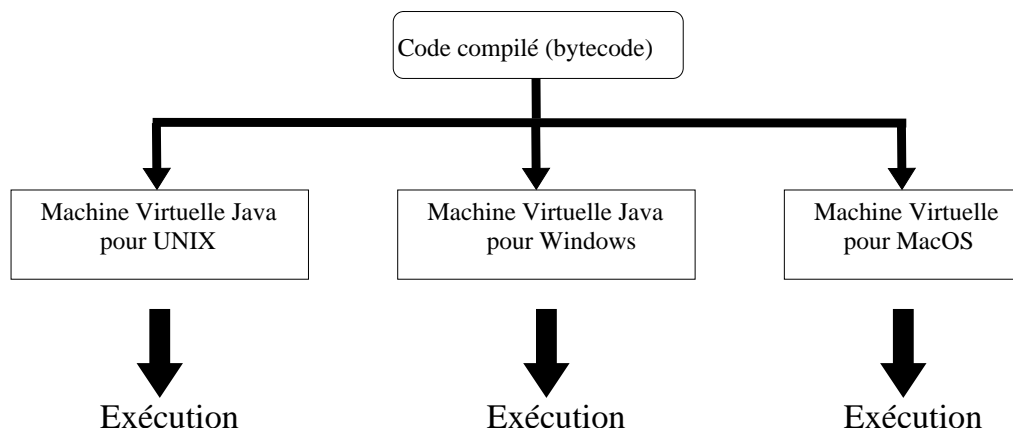 Code compilé (bytecode)
Machine Virtuelle Java
pour UNIX
Machine Virtuelle Java
pour Windows
Machine Virtuelle
pour MacOS
Exécution
Exécution
Exécution